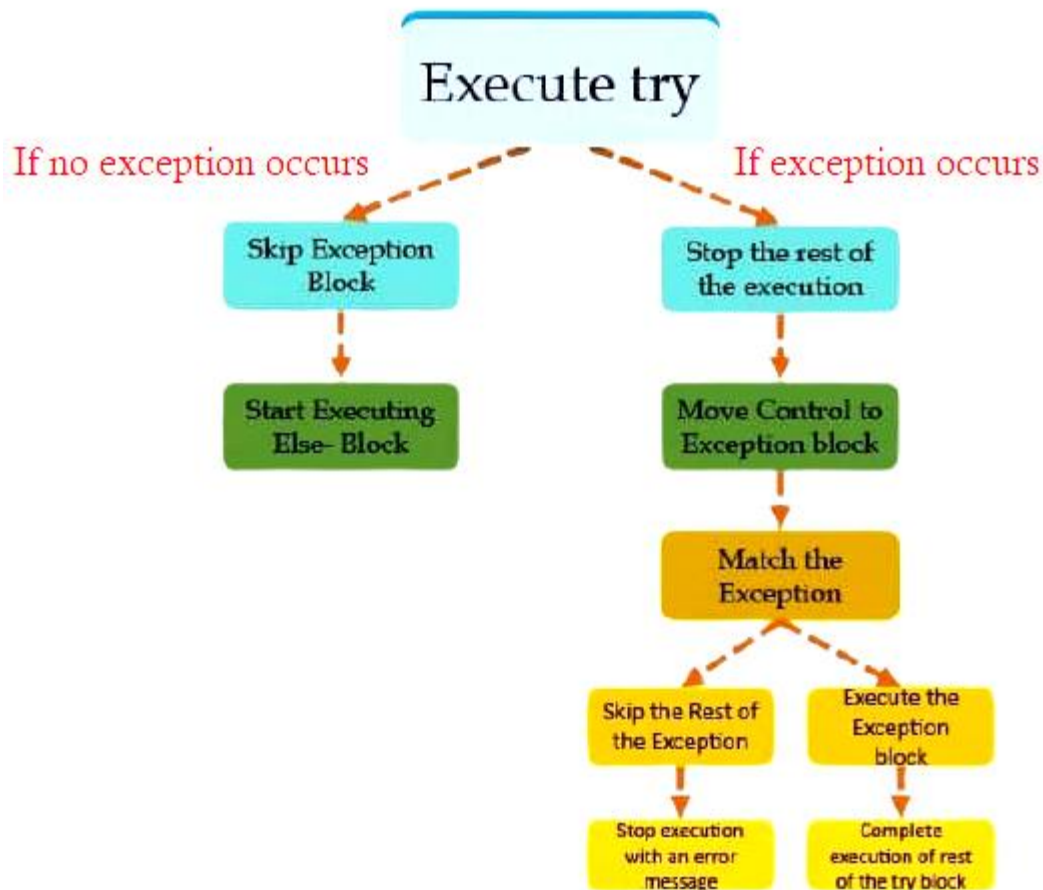 Execute try
If no exception occurs
If exception occurs
Skip Exception
Block
Stop the rest of
the execution
Start Executing
Else- Block
Move Control to
Exception block
Match the
Exception
Skip the Rest of
the Exception
Execute the
Exception
block
Stop execution
with an error
message
Complete
execution of rest
of the try block